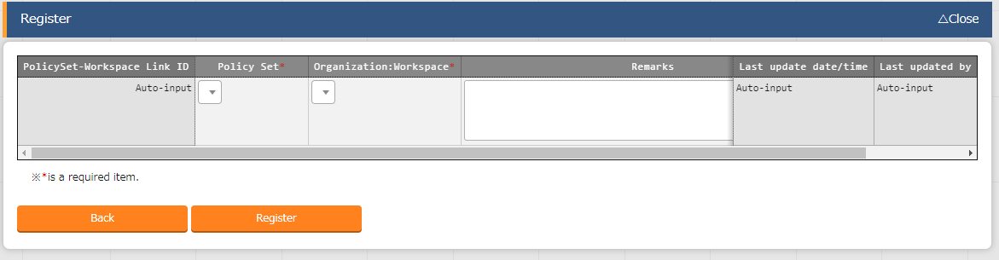 Register
△Close
PolicySet-Workspace Link ID Policy Set* Organization:Workspace* Remarks Last update date/time Last updated by
Auto-input Auto-input Auto-input
※*is a required item.
Back Register